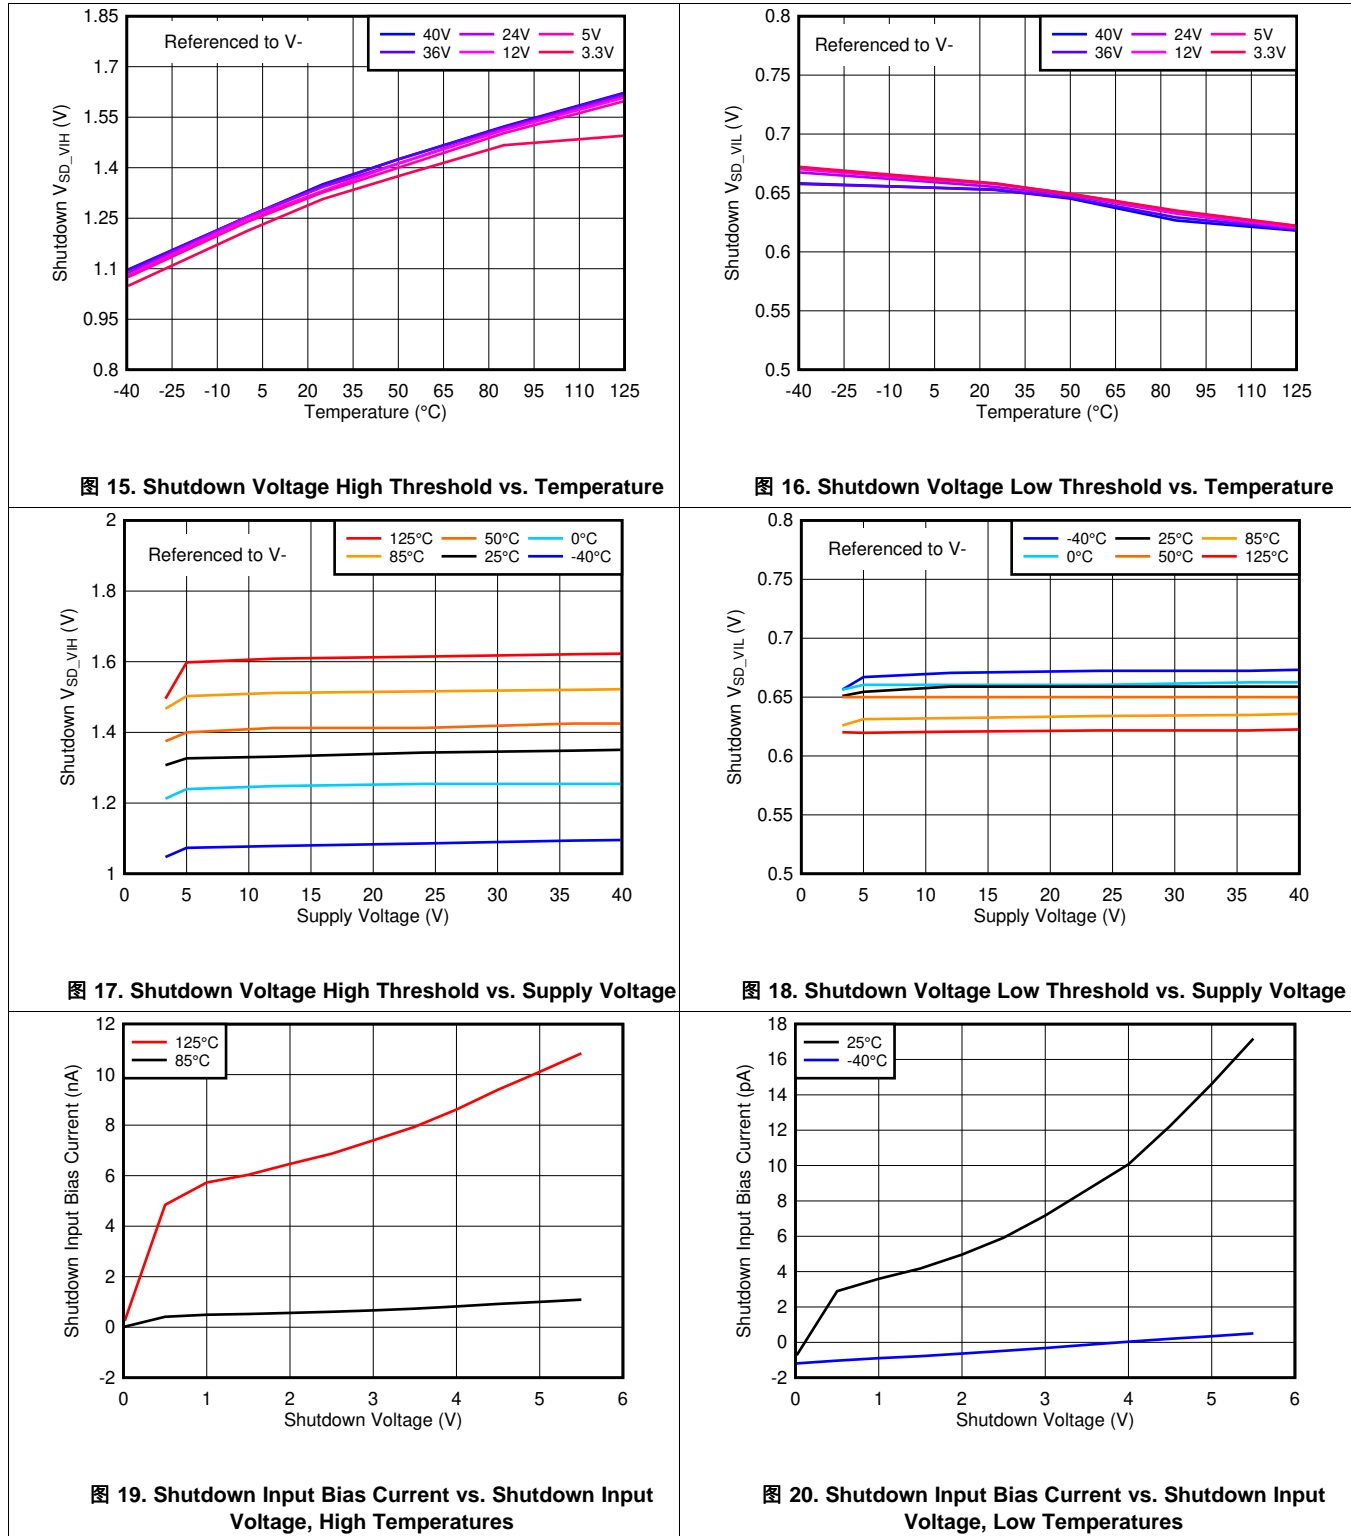 1.85
1.7
1.55
1.4
1.25
1.1
0.95
0.8
Shutdown VSD_VIH (V)
Referenced to V-
40V 24V 5V
36V 12V 3.3V
-40 -25 -10 5 20 35 50 65 80 95 110 125
Temperature (°C)
图 15. Shutdown Voltage High Threshold vs. Temperature
0.8
0.75
0.7
0.65
0.6
0.55
0.5
Shutdown VSD_VIL (V)
Referenced to V-
40V 24V 5V
36V 12V 3.3V
-40 -25 -10 5 20 35 50 65 80 95 110 125
Temperature (°C)
图 16. Shutdown Voltage Low Threshold vs. Temperature
2
1.8
1.6
1.4
1.2
1
Shutdown VSD_VIH (V)
Referenced to V-
125°C 50°C 0°C
85°C 25°C -40°C
0 5 10 15 20 25 30 35 40
Supply Voltage (V)
图 17. Shutdown Voltage High Threshold vs. Supply Voltage
0.8
0.75
0.7
0.65
0.6
0.55
0.5
Shutdown VSD_VIL (V)
Referenced to V-
-40°C 25°C 85°C
0°C 50°C 125°C
0 5 10 15 20 25 30 35 40
Supply Voltage (V)
图 18. Shutdown Voltage Low Threshold vs. Supply Voltage
12
10
8
6
4
2
0
-2
Shutdown Input Bias Current (nA)
125°C
85°C
0 1 2 3 4 5 6
Shutdown Voltage (V)
图 19. Shutdown Input Bias Current vs. Shutdown Input
Voltage, High Temperatures
18
16
14
12
10
8
6
4
2
0
-2
Shutdown Input Bias Current (pA)
25°C
-40°C
0 1 2 3 4 5 6
Shutdown Voltage (V)
图 20. Shutdown Input Bias Current vs. Shutdown Input
Voltage, Low Temperatures